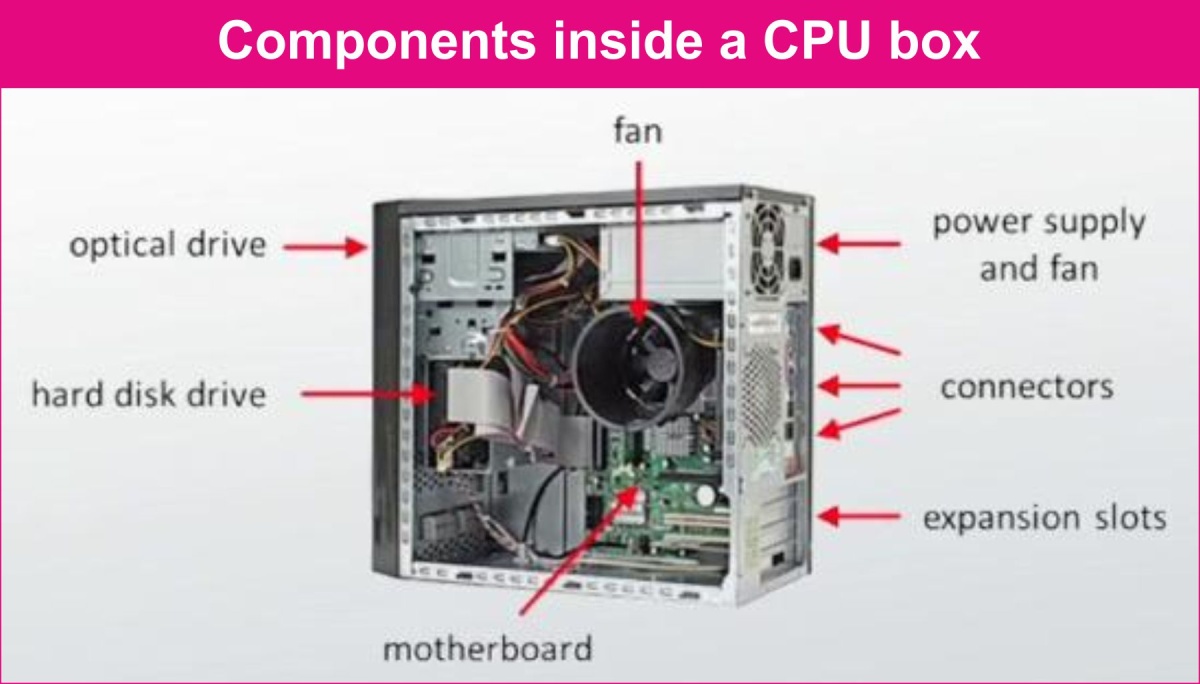 Components inside a CPU box
fan
optical drive
power supply
and fan
hard disk drive
connectors
expansion slots
motherboard